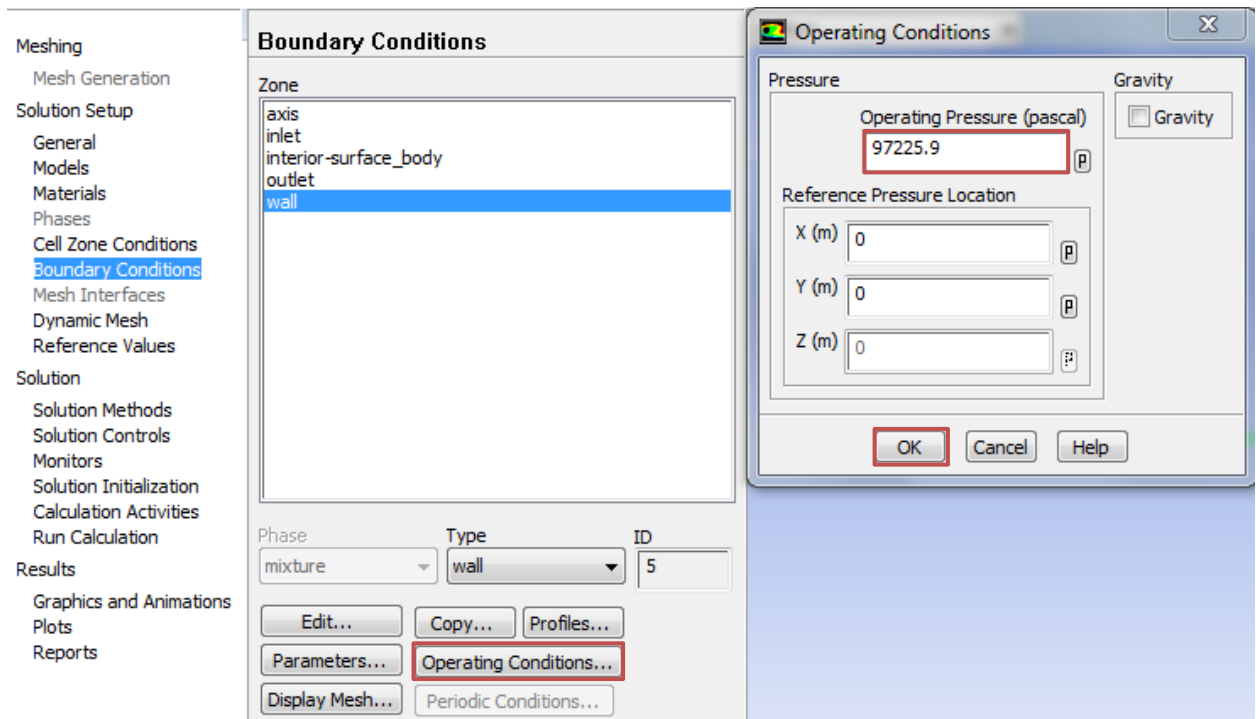 Meshing
Mesh Generation
Solution Setup
General
Models
Materials
Phases
Cell Zone Conditions
Boundary Conditions
Mesh Interfaces
Dynamic Mesh
Reference Values
Solution
Solution Methods
Solution Controls
Monitors
Solution Initialization
Calculation Activities
Run Calculation
Results
Graphics and Animations
Plots
Reports
Boundary Conditions
Zone
axis
inlet
interior-surface_body
outlet
wall
Phase Type ID
mixture wall 5
Edit... Copy... Profiles...
Parameters... Operating Conditions...
Display Mesh... Periodic Conditions...
Operating Conditions
Pressure
Operating Pressure (pascal)
97225.9 P
Reference Pressure Location
X (m) 0 P
Y (m) 0 P
Z (m) 0 P
Gravity
Gravity
OK Cancel Help